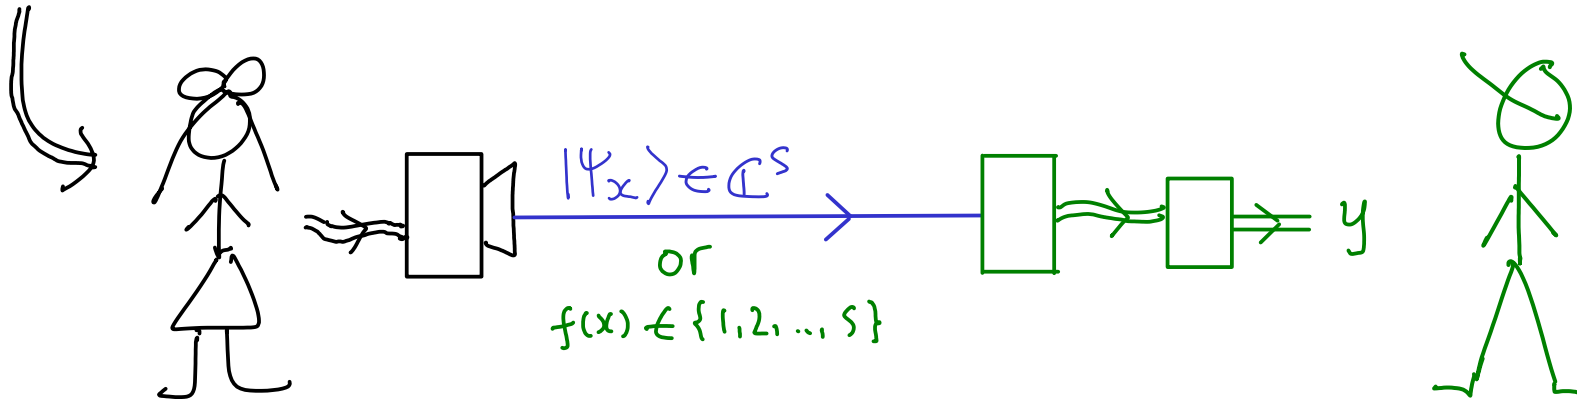 |Ψₓ⟩ ∈ ℂˢ
or
f(x) ∈ {1,2,...,S}
y